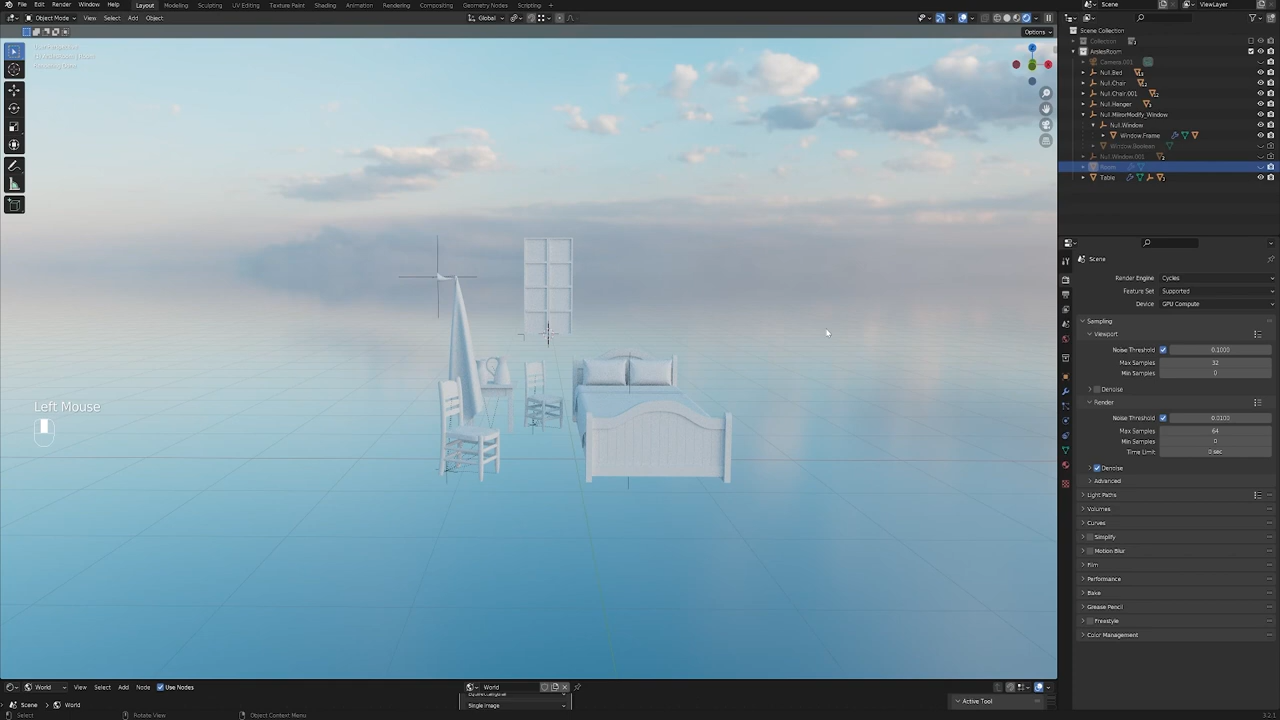 File Edit Render Window Help Layout Modeling Sculpting UV Editing Texture Paint Shading Animation Rendering Compositing Geometry Nodes Scripting Scene ViewLayer
Object Mode View Select Add Object Global
Options
Scene Collection
Collection
ArslesRoom
Camera.001
Null.Bed
Null.Chair
Null.Chair.001
Null.Hanger
Null.MirrorModify_Window
Null.Window
Window.Frame
Window.Boolean
Null.Window.001
Room
Table
Scene
Render Engine Cycles
Feature Set Supported
Device GPU Compute
Sampling
Viewport
Noise Threshold 0.1000
Max Samples 32
Min Samples 0
Denoise
Render
Noise Threshold 0.0100
Max Samples 64
Min Samples 0
Time Limit 0 sec
Denoise
Advanced
Light Paths
Volumes
Curves
Simplify
Motion Blur
Film
Performance
Bake
Grease Pencil
Freestyle
Color Management
Left Mouse
World View Select Add Node Use Nodes World
Single Image Active Tool
Scene World
Select Rotate View Object Context Menu 3.2.1